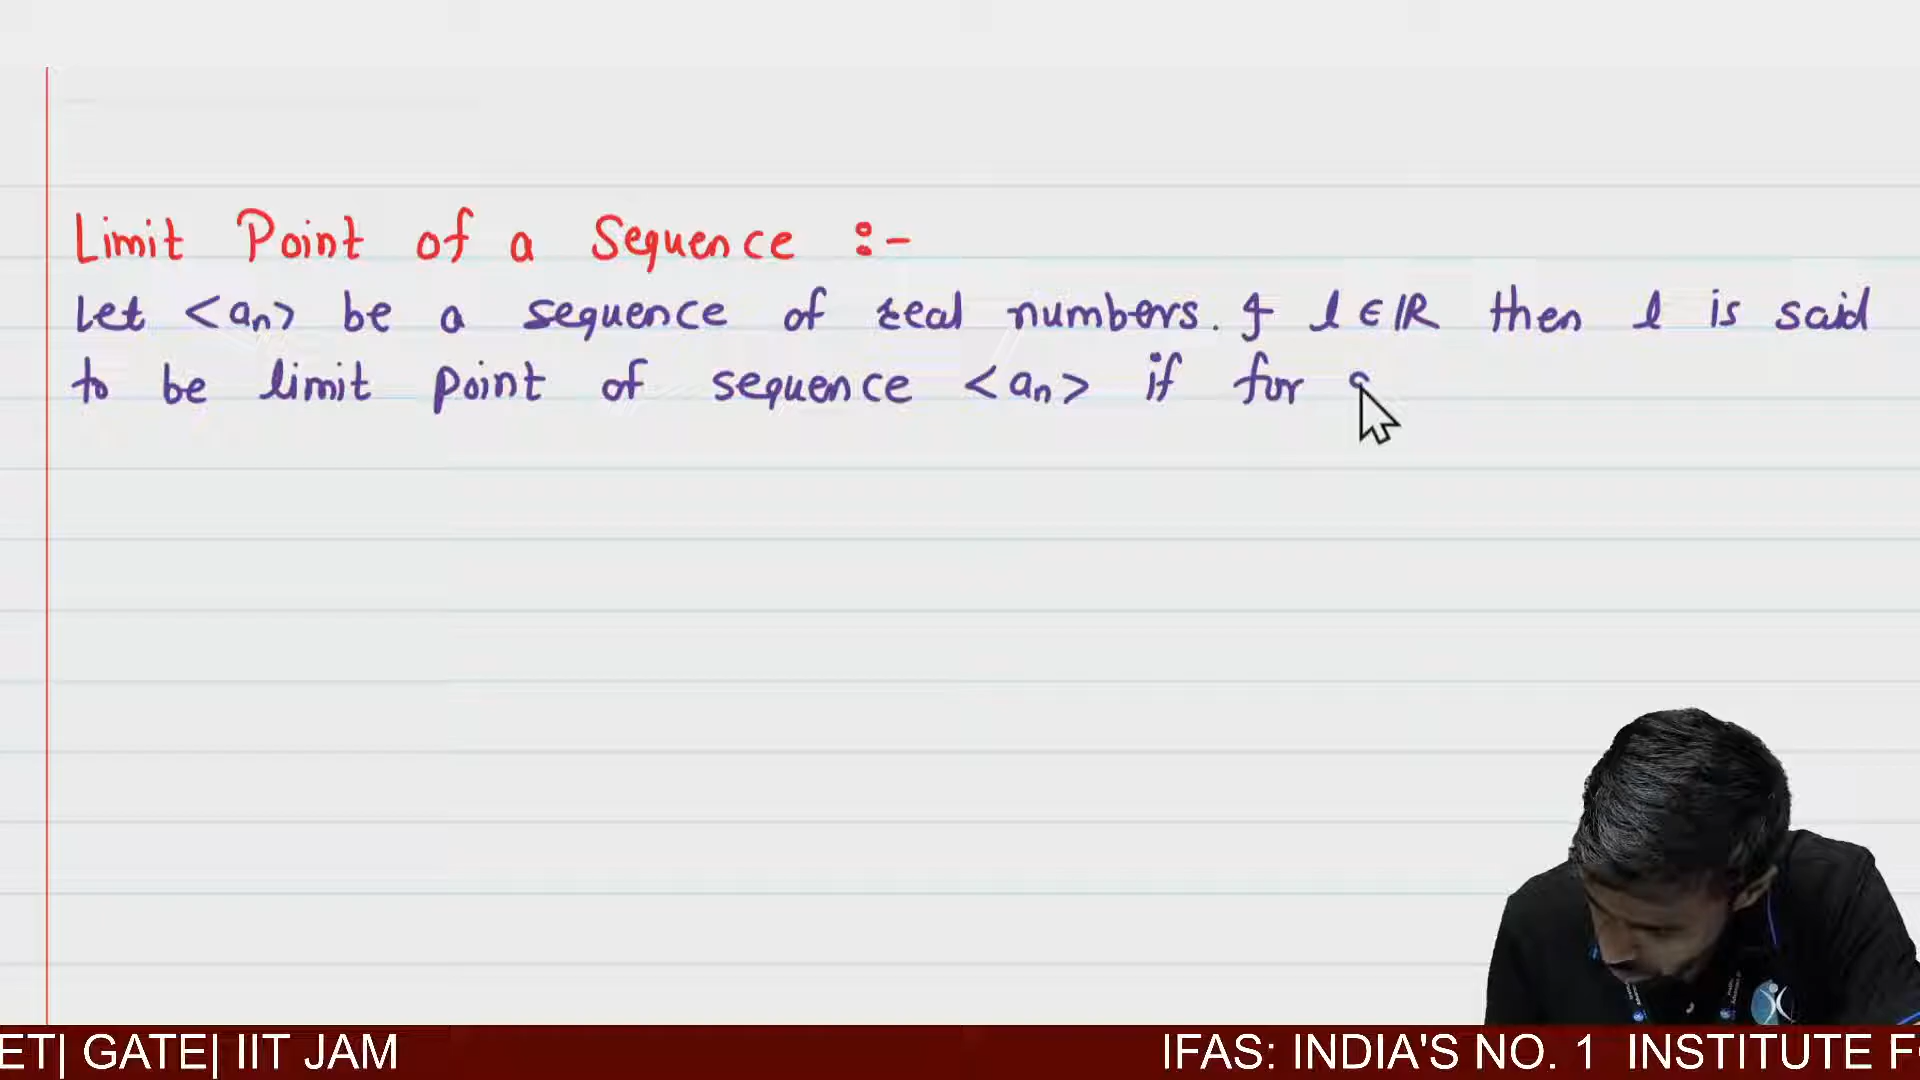 Limit Point of a Sequence :-
Let <an> be a sequence of real numbers. If l ∈ IR then l is said
to be limit point of sequence <an> if for
ET| GATE| IIT JAM IFAS: INDIA'S NO. 1 INSTITUTE F